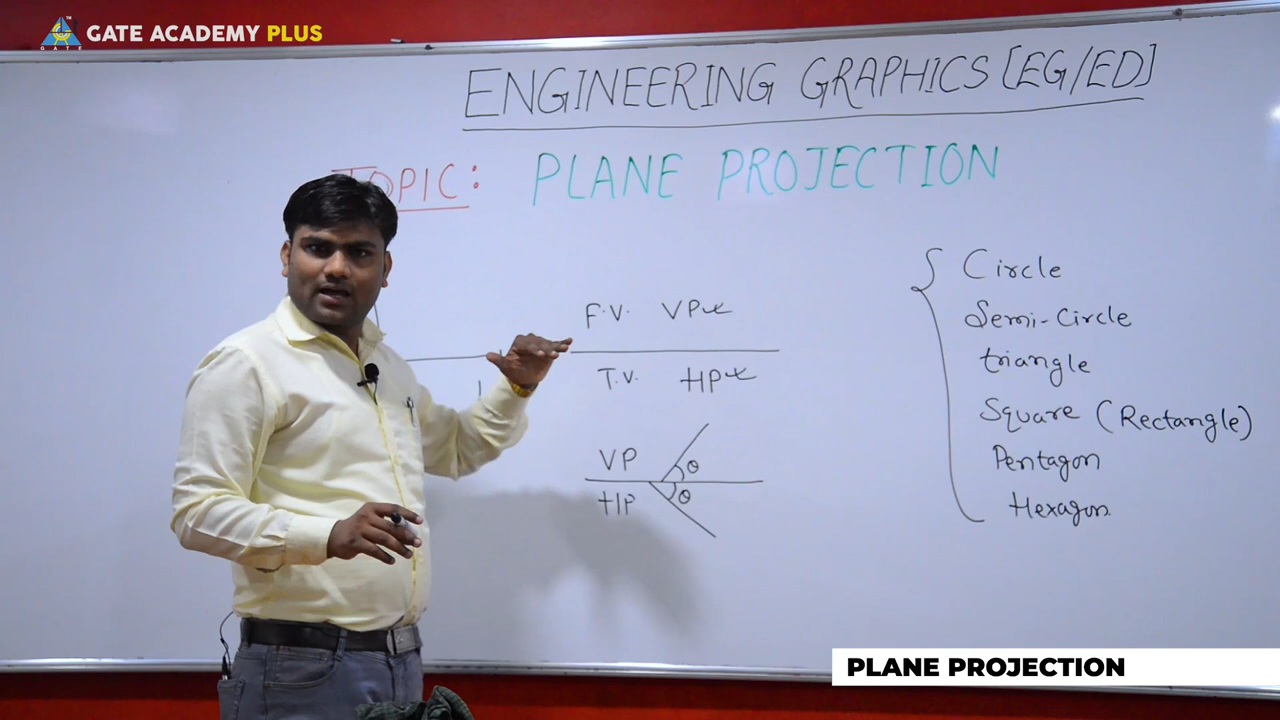 GATE ACADEMY PLUS
GATE
ENGINEERING GRAPHICS [EG/ED]
TOPIC: PLANE PROJECTION
F.V. VP
T.V. HP
VP θ
HP θ
Circle
Semi-Circle
triangle
Square (Rectangle)
Pentagon
Hexagon
PLANE PROJECTION